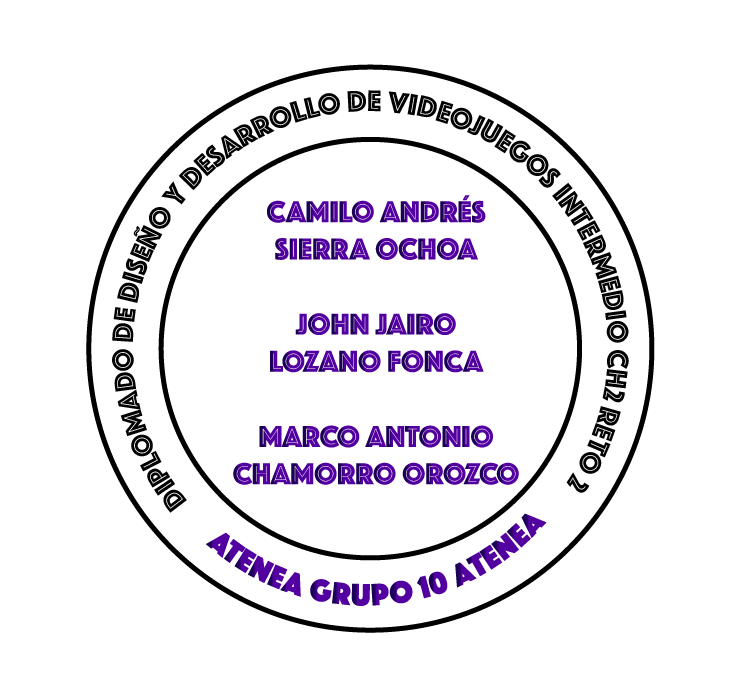 DIPLOMADO DE DISEÑO Y DESARROLLO DE VIDEOJUEGOS INTERMEDIO CH2 RETO 2
CAMILO ANDRÉS
SIERRA OCHOA
JOHN JAIRO
LOZANO FONCA
MARCO ANTONIO
CHAMORRO OROZCO
ATENEA GRUPO 10 ATENEA